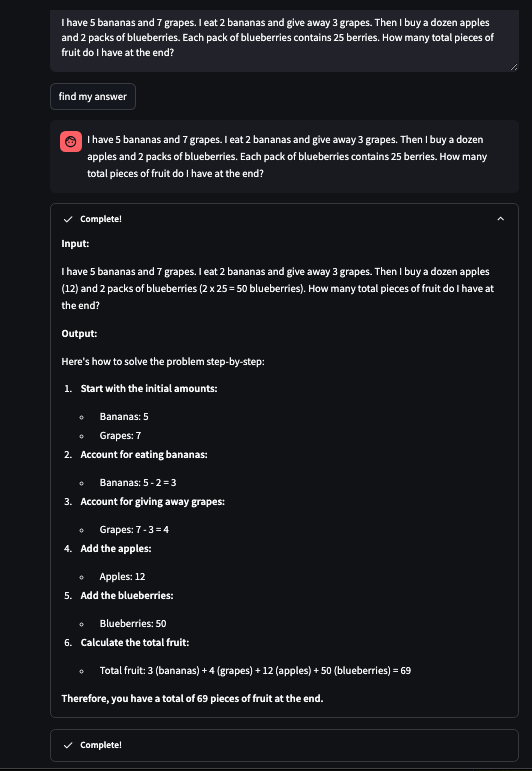 I have 5 bananas and 7 grapes. I eat 2 bananas and give away 3 grapes. Then I buy a dozen apples
and 2 packs of blueberries. Each pack of blueberries contains 25 berries. How many total pieces of
fruit do I have at the end?
find my answer
I have 5 bananas and 7 grapes. I eat 2 bananas and give away 3 grapes. Then I buy a dozen
apples and 2 packs of blueberries. Each pack of blueberries contains 25 berries. How many
total pieces of fruit do I have at the end?
Complete!
Input:
I have 5 bananas and 7 grapes. I eat 2 bananas and give away 3 grapes. Then I buy a dozen apples
(12) and 2 packs of blueberries (2 x 25 = 50 blueberries). How many total pieces of fruit do I have at
the end?
Output:
Here's how to solve the problem step-by-step:
1. Start with the initial amounts:
Bananas: 5
Grapes: 7
2. Account for eating bananas:
Bananas: 5 - 2 = 3
3. Account for giving away grapes:
Grapes: 7 - 3 = 4
4. Add the apples:
Apples: 12
5. Add the blueberries:
Blueberries: 50
6. Calculate the total fruit:
Total fruit: 3 (bananas) + 4 (grapes) + 12 (apples) + 50 (blueberries) = 69
Therefore, you have a total of 69 pieces of fruit at the end.
Complete!